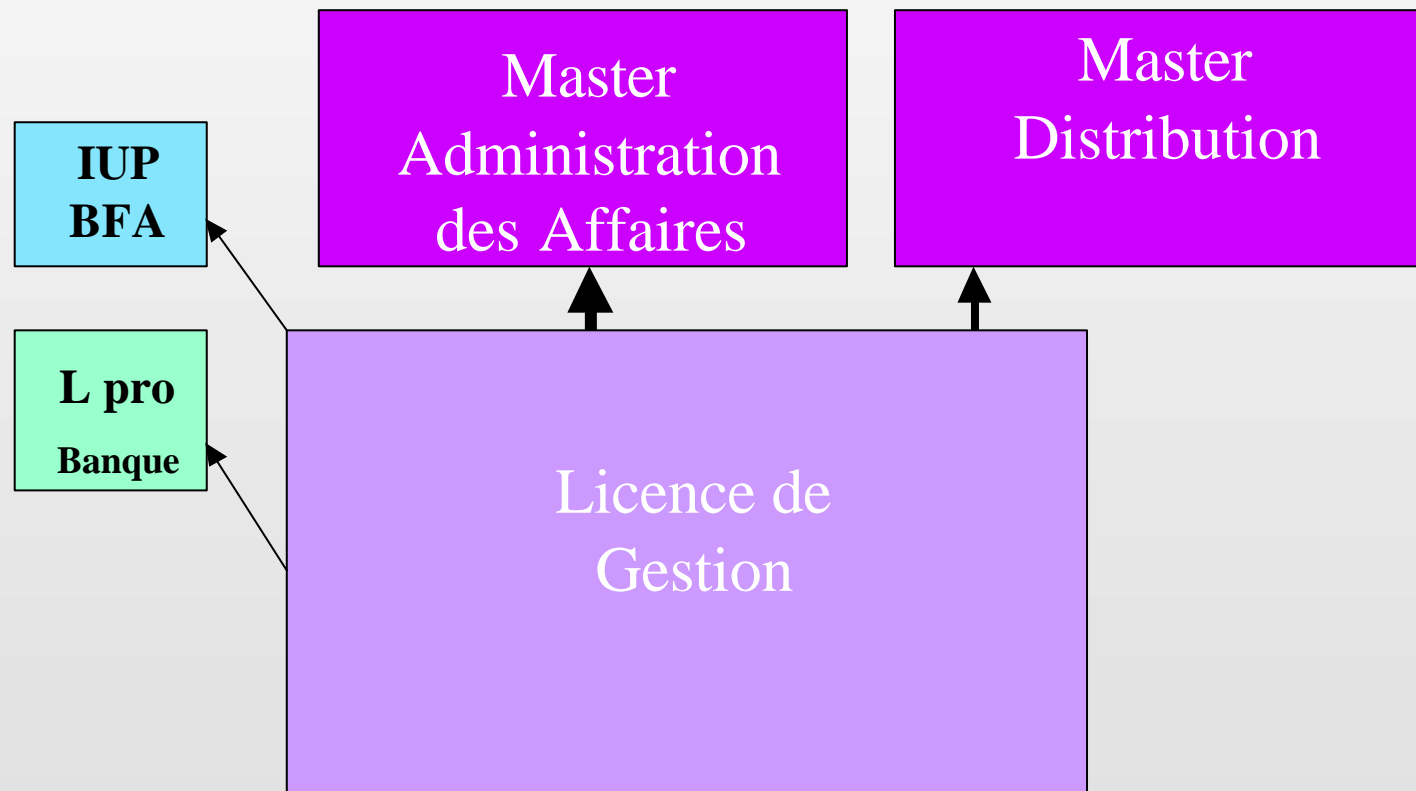 Master
Administration
des Affaires
Master
Distribution
IUP
BFA
L pro
Banque
Licence de
Gestion